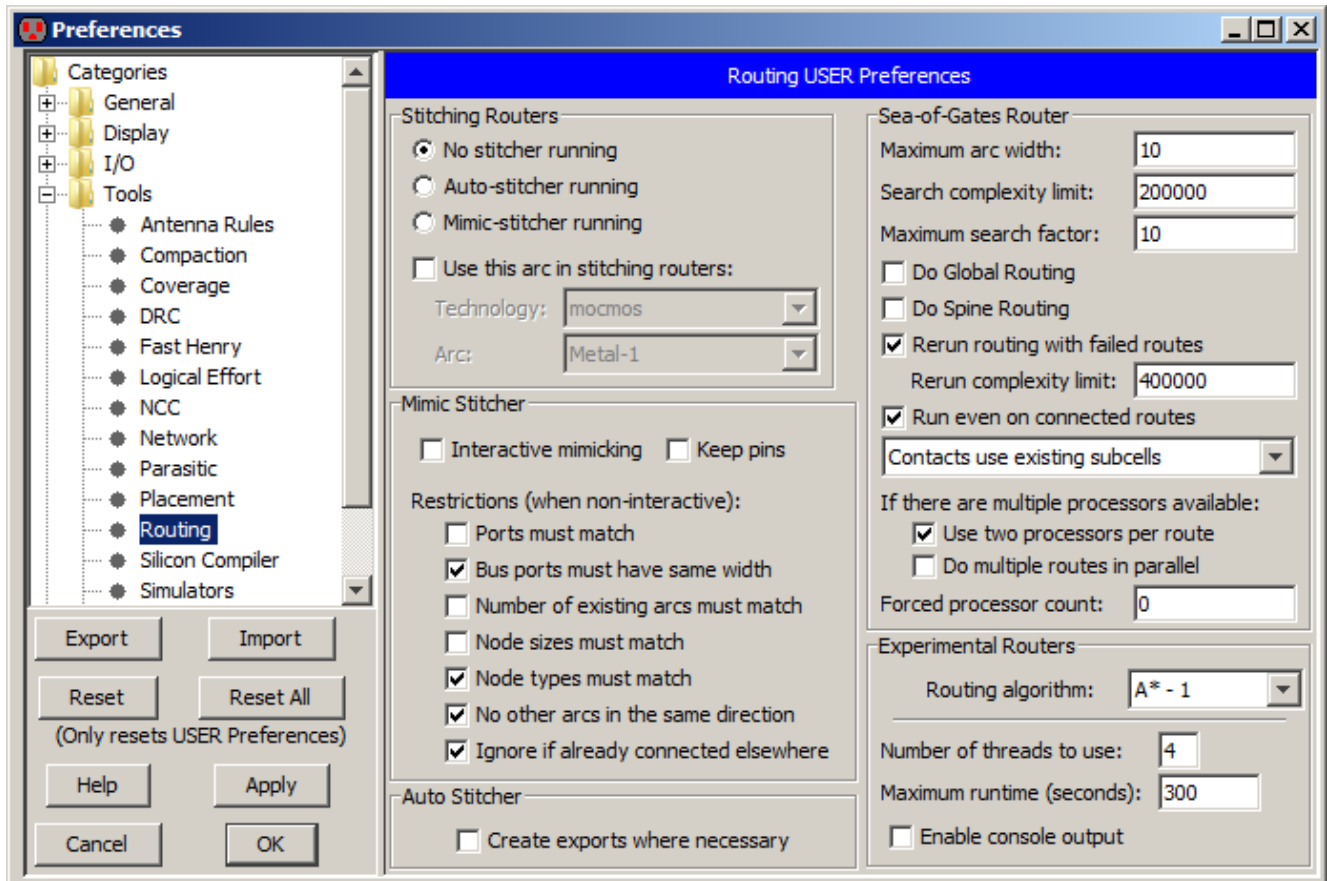 Preferences
Categories
General
Display
I/O
Tools
Antenna Rules
Compaction
Coverage
DRC
Fast Henry
Logical Effort
NCC
Network
Parasitic
Placement
Routing
Silicon Compiler
Simulators
Export Import
Reset Reset All
(Only resets USER Preferences)
Help Apply
Cancel OK
Routing USER Preferences
Stitching Routers
No stitcher running
Auto-stitcher running
Mimic-stitcher running
Use this arc in stitching routers:
Technology: mocmos
Arc: Metal-1
Mimic Stitcher
Interactive mimicking Keep pins
Restrictions (when non-interactive):
Ports must match
Bus ports must have same width
Number of existing arcs must match
Node sizes must match
Node types must match
No other arcs in the same direction
Ignore if already connected elsewhere
Auto Stitcher
Create exports where necessary
Sea-of-Gates Router
Maximum arc width: 10
Search complexity limit: 200000
Maximum search factor: 10
Do Global Routing
Do Spine Routing
Rerun routing with failed routes
Rerun complexity limit: 400000
Run even on connected routes
Contacts use existing subcells
If there are multiple processors available:
Use two processors per route
Do multiple routes in parallel
Forced processor count: 0
Experimental Routers
Routing algorithm: A* - 1
Number of threads to use: 4
Maximum runtime (seconds): 300
Enable console output